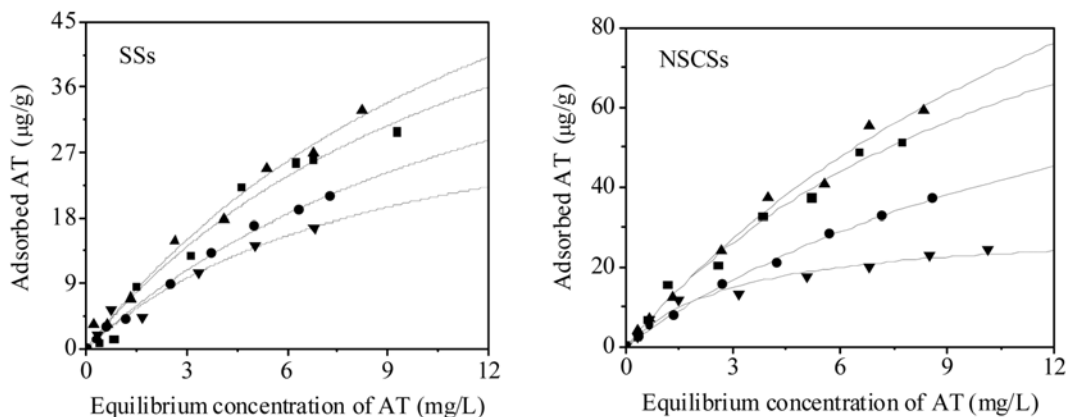 45
36
27
18
9
0
Adsorbed AT (µg/g)
SSs
0 3 6 9 12
Equilibrium concentration of AT (mg/L)
80
60
40
20
0
Adsorbed AT (µg/g)
NSCSs
0 3 6 9 12
Equilibrium concentration of AT (mg/L)